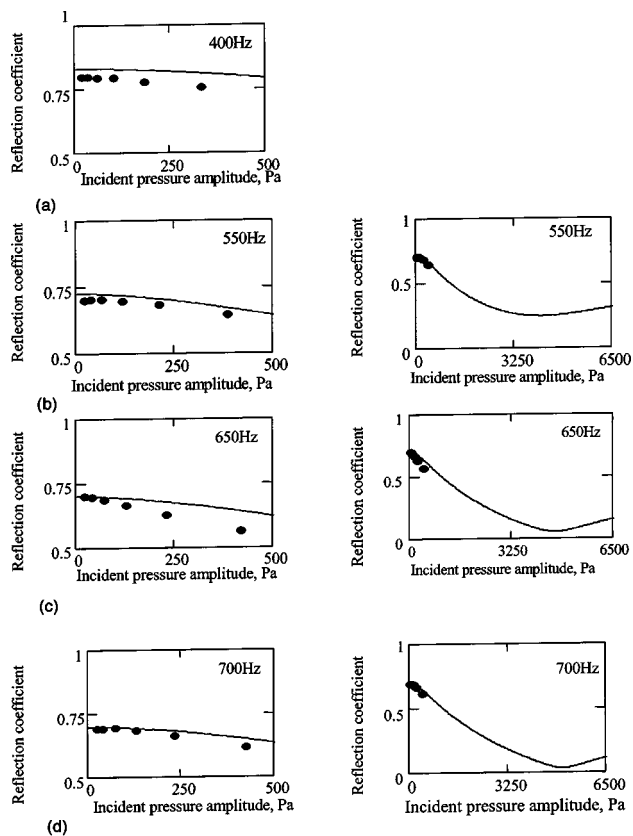 Reflection coefficient
1
0.75
0.5
400Hz
0 250 500
Incident pressure amplitude, Pa
(a)
Reflection coefficient
1
0.75
0.5
550Hz
0 250 500
Incident pressure amplitude, Pa
Reflection coefficient
1
0.5
0
550Hz
0 3250 6500
Incident pressure amplitude, Pa
(b)
Reflection coefficient
1
0.75
0.5
650Hz
0 250 500
Incident pressure amplitude, Pa
Reflection coefficient
1
0.5
0
650Hz
0 3250 6500
Incident pressure amplitude, Pa
(c)
Reflection coefficient
1
0.75
0.5
700Hz
0 250 500
Incident pressure amplitude, Pa
Reflection coefficient
1
0.5
0
700Hz
0 3250 6500
Incident pressure amplitude, Pa
(d)